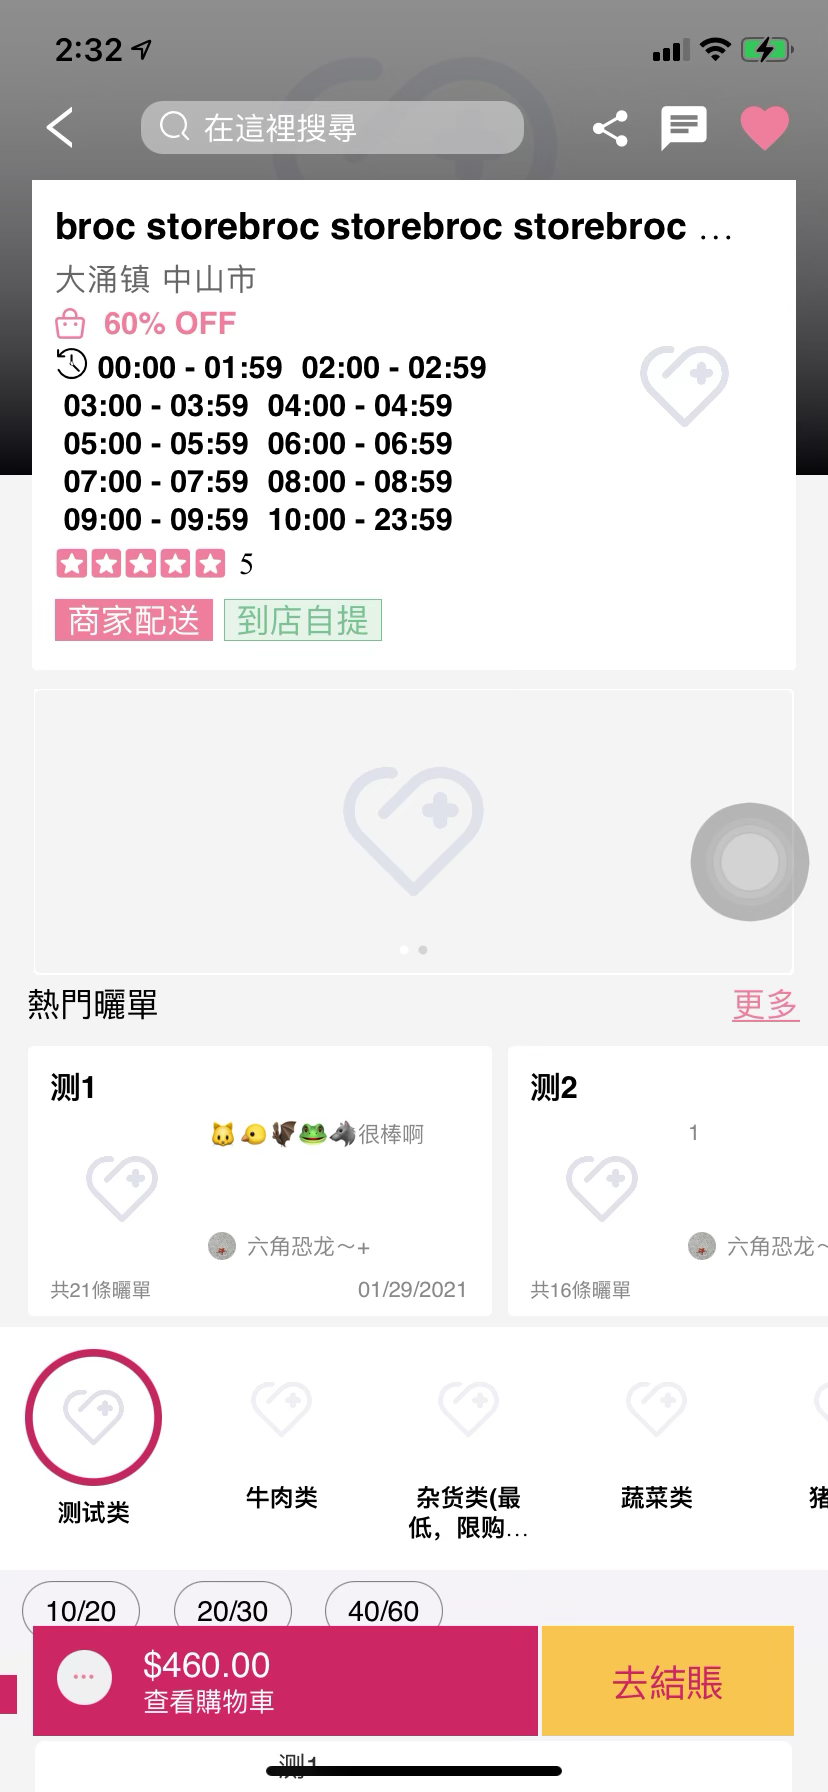 2:32
在這裡搜尋
broc storebroc storebroc storebroc ...
大涌镇 中山市
60% OFF
00:00 - 01:59 02:00 - 02:59
03:00 - 03:59 04:00 - 04:59
05:00 - 05:59 06:00 - 06:59
07:00 - 07:59 08:00 - 08:59
09:00 - 09:59 10:00 - 23:59
5
商家配送 到店自提
熱門曬單 更多
测1
🐱🐤🦇🐸🐺很棒啊
六角恐龙～+
共21條曬單 01/29/2021
测2
1
六角恐龙～
共16條曬單
测试类
牛肉类
杂货类(最
低，限购...
蔬菜类
猪
10/20 20/30 40/60
$460.00
查看購物車
去結賬
测1